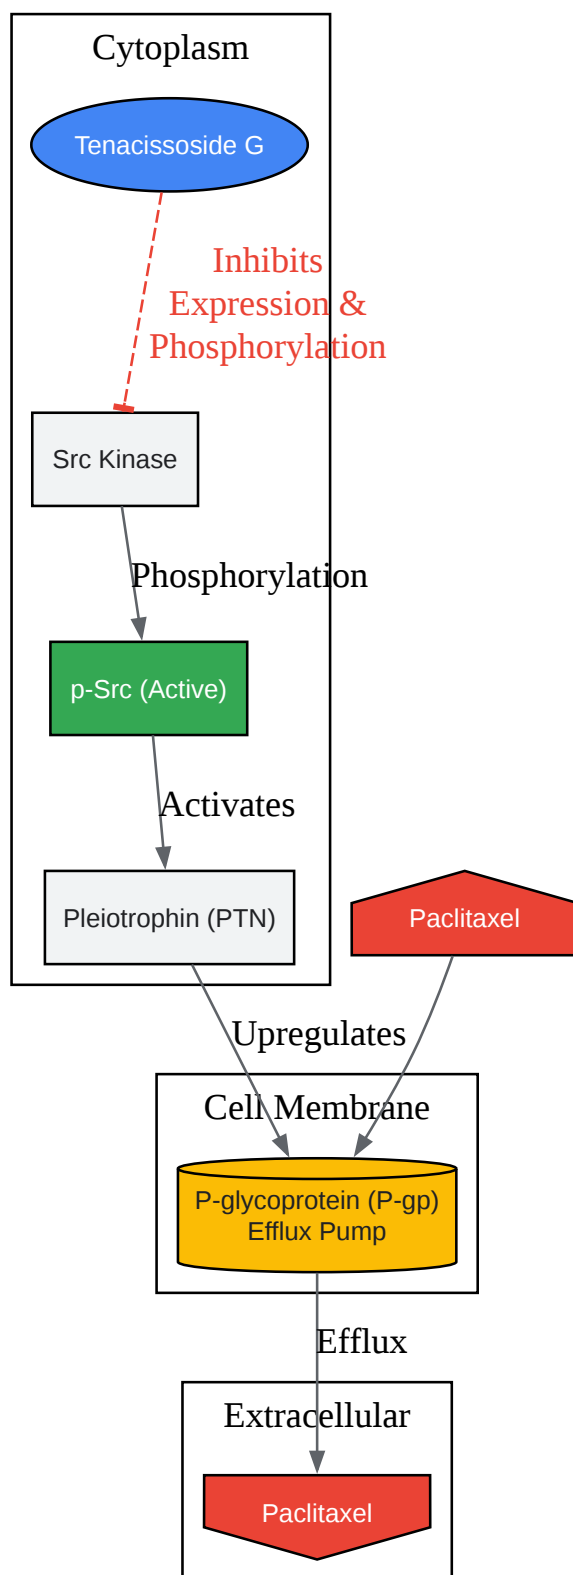 Cytoplasm
Tenacissoside G
Inhibits
Expression &
Phosphorylation
Src Kinase
Phosphorylation
p-Src (Active)
Activates
Pleiotrophin (PTN)
Paclitaxel
Upregulates
Cell Membrane
P-glycoprotein (P-gp)
Efflux Pump
Efflux
Extracellular
Paclitaxel